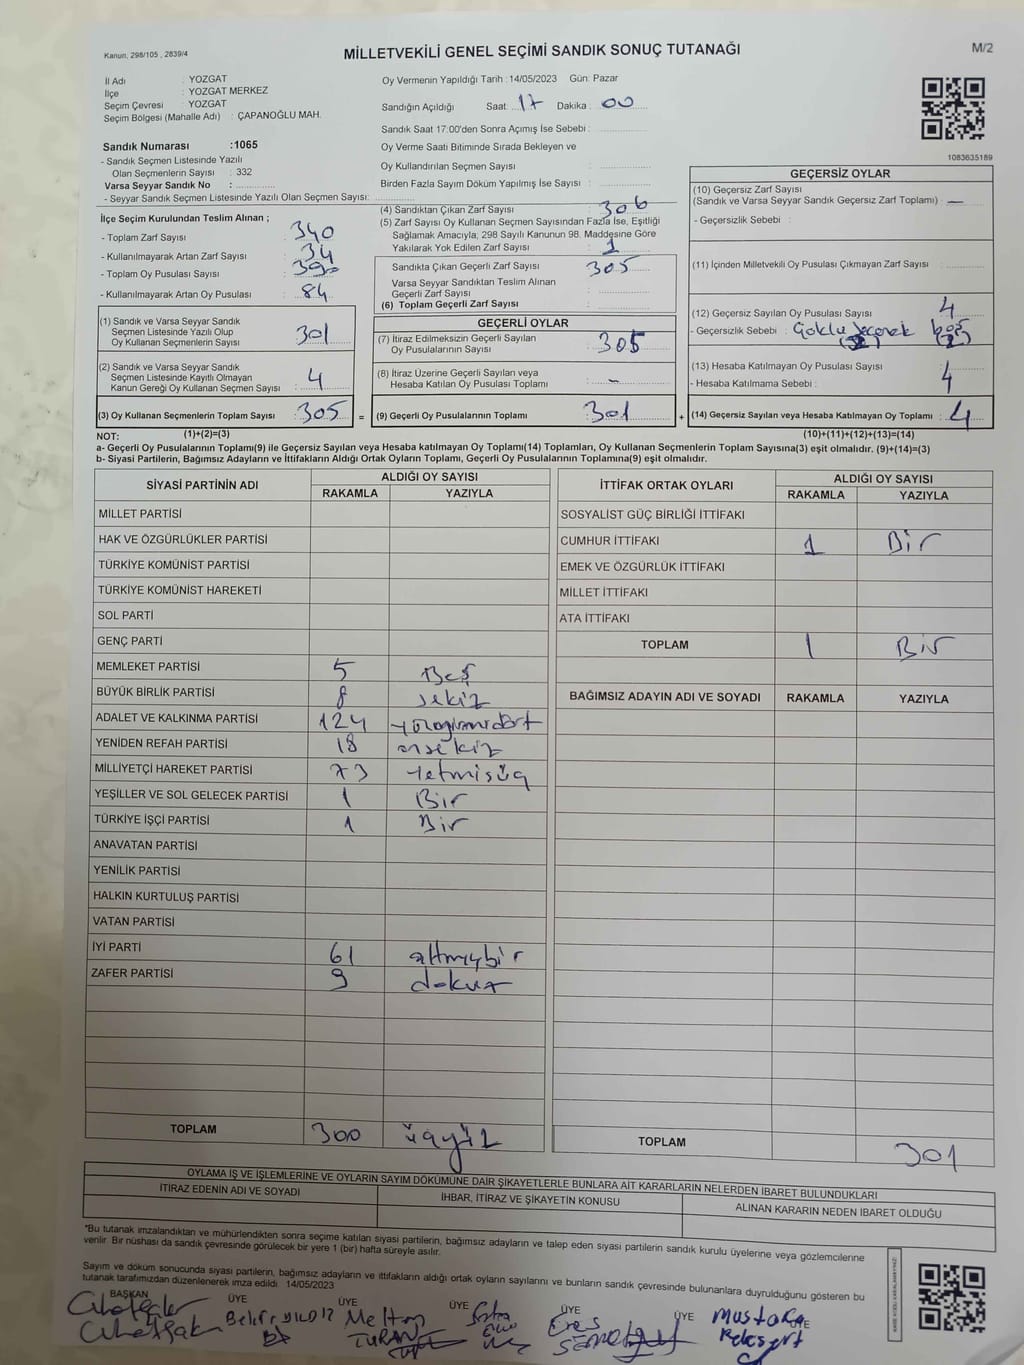 Kanun, 298/105 , 2839/4
MİLLETVEKİLİ GENEL SEÇİMİ SANDIK SONUÇ TUTANAĞI
M/2
İl Adı : YOZGAT
İlçe : YOZGAT MERKEZ
Seçim Çevresi : YOZGAT
Seçim Bölgesi (Mahalle Adı) : ÇAPANOĞLU MAH.
Sandık Numarası :1065
- Sandık Seçmen Listesinde Yazılı
Olan Seçmenlerin Sayısı : 332
Varsa Seyyar Sandık No :
- Seyyar Sandık Seçmen Listesinde Yazılı Olan Seçmen Sayısı:
Oy Vermenin Yapıldığı Tarih :14/05/2023 Gün: Pazar
Sandığın Açıldığı Saat: 17 Dakika: 00
Sandık Saat 17:00'den Sonra Açımış İse Sebebi :
Oy Verme Saati Bitiminde Sırada Bekleyen ve
Oy Kullandırılan Seçmen Sayısı :
Birden Fazla Sayım Döküm Yapılmış İse Sayısı :
1083635189
İlçe Seçim Kurulundan Teslim Alınan ;
- Toplam Zarf Sayısı : 340
- Kullanılmayarak Artan Zarf Sayısı : 34
- Toplam Oy Pusulası Sayısı : 390
- Kullanılmayarak Artan Oy Pusulası : 84
(4) Sandıktan Çıkan Zarf Sayısı : 306
(5) Zarf Sayısı Oy Kullanan Seçmen Sayısından Fazla İse, Eşitliği
Sağlamak Amacıyla, 298 Sayılı Kanunun 98. Maddesine Göre
Yakılarak Yok Edilen Zarf Sayısı : 1
Sandıkta Çıkan Geçerli Zarf Sayısı : 305
Varsa Seyyar Sandıktan Teslim Alınan
Geçerli Zarf Sayısı :
(6) Toplam Geçerli Zarf Sayısı :
GEÇERSİZ OYLAR
(10) Geçersiz Zarf Sayısı
(Sandık ve Varsa Seyyar Sandık Geçersiz Zarf Toplamı) : —
- Geçersizlik Sebebi :
(11) İçinden Milletvekili Oy Pusulası Çıkmayan Zarf Sayısı :
(12) Geçersiz Sayılan Oy Pusulası Sayısı : 4
- Geçersizlik Sebebi : boş
(2)
(13) Hesaba Katılmayan Oy Pusulası Sayısı : 4
- Hesaba Katılmama Sebebi :
(1) Sandık ve Varsa Seyyar Sandık
Seçmen Listesinde Yazılı Olup
Oy Kullanan Seçmenlerin Sayısı : 301
(2) Sandık ve Varsa Seyyar Sandık
Seçmen Listesinde Kayıtlı Olmayan
Kanun Gereği Oy Kullanan Seçmen Sayısı : 4
GEÇERLİ OYLAR
(7) İtiraz Edilmeksizin Geçerli Sayılan
Oy Pusulalarının Sayısı : 305
(8) İtiraz Üzerine Geçerli Sayılan veya
Hesaba Katılan Oy Pusulası Toplamı : –
(3) Oy Kullanan Seçmenlerin Toplam Sayısı : 305 = (9) Geçerli Oy Pusulalarının Toplamı : 301 + (14) Geçersiz Sayılan veya Hesaba Katılmayan Oy Toplamı : 4
NOT: (1)+(2)=(3) (10)+(11)+(12)+(13)=(14)
a- Geçerli Oy Pusulalarının Toplamı(9) ile Geçersiz Sayılan veya Hesaba katılmayan Oy Toplamı(14) Toplamları, Oy Kullanan Seçmenlerin Toplam Sayısına(3) eşit olmalıdır. (9)+(14)=(3)
b- Siyasi Partilerin, Bağımsız Adayların ve İttifakların Aldığı Ortak Oyların Toplamı, Geçerli Oy Pusulalarının Toplamına(9) eşit olmalıdır.
SİYASİ PARTİNİN ADI ALDIĞI OY SAYISI
RAKAMLA YAZIYLA
MİLLET PARTİSİ
HAK VE ÖZGÜRLÜKLER PARTİSİ
TÜRKİYE KOMÜNİST PARTİSİ
TÜRKİYE KOMÜNİST HAREKETİ
SOL PARTİ
GENÇ PARTİ
MEMLEKET PARTİSİ 5 Beş
BÜYÜK BİRLİK PARTİSİ 8 sekiz
ADALET VE KALKINMA PARTİSİ 124 yüzyirmidört
YENİDEN REFAH PARTİSİ 18 onsekiz
MİLLİYETÇİ HAREKET PARTİSİ 73 yetmişüç
YEŞİLLER VE SOL GELECEK PARTİSİ 1 Bir
TÜRKİYE İŞÇİ PARTİSİ 1 Bir
ANAVATAN PARTİSİ
YENİLİK PARTİSİ
HALKIN KURTULUŞ PARTİSİ
VATAN PARTİSİ
İYİ PARTİ 61 altmışbir
ZAFER PARTİSİ 9 dokuz
TOPLAM 300 üçyüz
İTTİFAK ORTAK OYLARI ALDIĞI OY SAYISI
RAKAMLA YAZIYLA
SOSYALİST GÜÇ BİRLİĞİ İTTİFAKI
CUMHUR İTTİFAKI 1 Bir
EMEK VE ÖZGÜRLÜK İTTİFAKI
MİLLET İTTİFAKI
ATA İTTİFAKI
TOPLAM 1 Bir
BAĞIMSIZ ADAYIN ADI VE SOYADI RAKAMLA YAZIYLA
TOPLAM 301
OYLAMA İŞ VE İŞLEMLERİNE VE OYLARIN SAYIM DÖKÜMÜNE DAİR ŞİKAYETLERLE BUNLARA AİT KARARLARIN NELERDEN İBARET BULUNDUKLARI
İTİRAZ EDENİN ADI VE SOYADI
İHBAR, İTİRAZ VE ŞİKAYETİN KONUSU
ALINAN KARARIN NEDEN İBARET OLDUĞU
*Bu tutanak imzalandıktan ve mühürlendikten sonra seçime katılan siyasi partilerin, bağımsız adayların ve talep eden siyasi partilerin sandık kurulu üyelerine veya gözlemcilerine
verilir. Bir nüshası da sandık çevresinde görülecek bir yere 1 (bir) hafta süreyle asılır.
Sayım ve döküm sonucunda siyasi partilerin, bağımsız adayların ve ittifakların aldığı ortak oyların sayılarını ve bunların sandık çevresinde bulunanlara duyrulduğunu gösteren bu
tutanak tarafımızdan düzenlenerek imza edildi. 14/05/2023
BAŞKAN ÜYE ÜYE ÜYE ÜYE ÜYE ÜYE
Meltem
TURAN
Mustafa